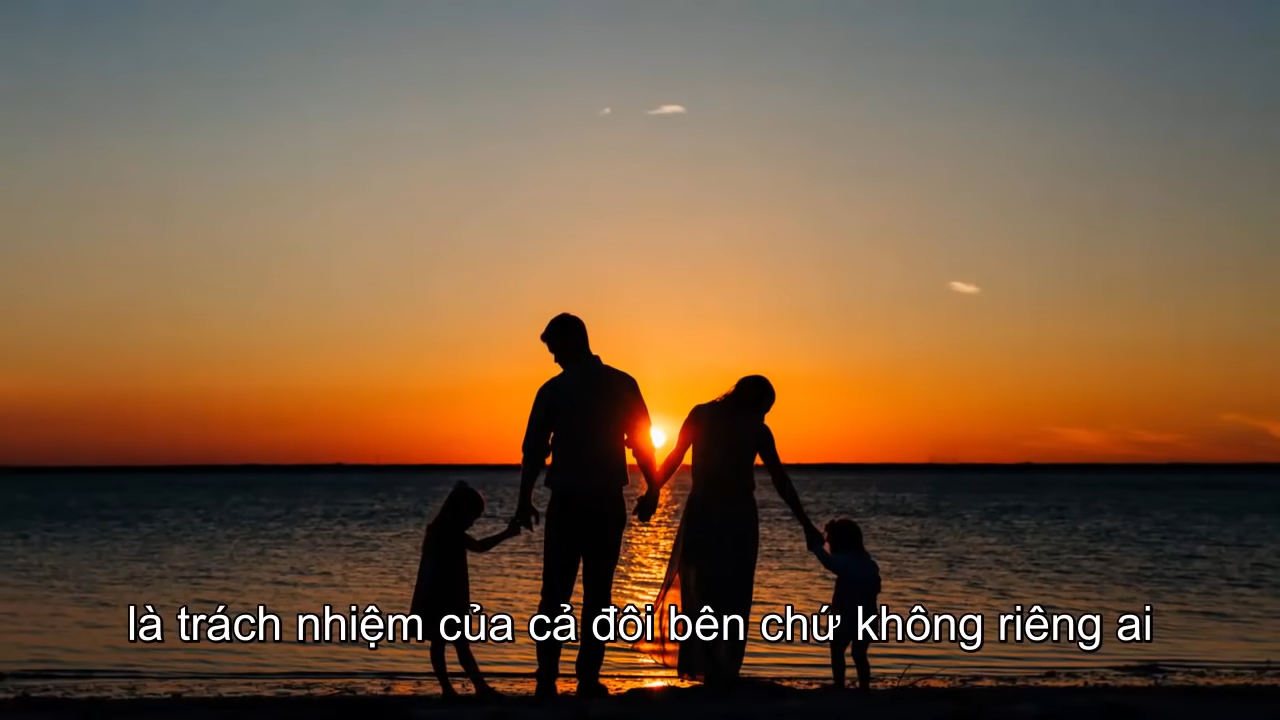 là trách nhiệm của cả đôi bên chứ không riêng ai